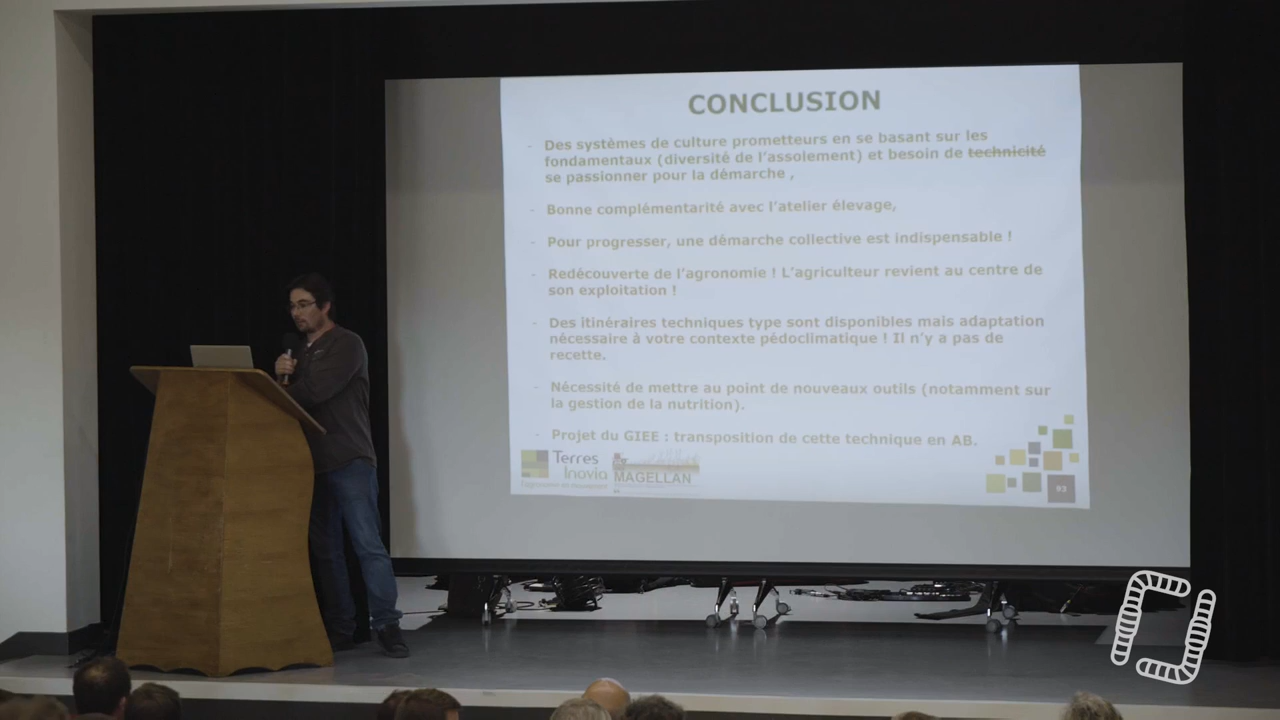 CONCLUSION
- Des systèmes de culture prometteurs en se basant sur les
fondamentaux (diversité de l'assolement) et besoin de technicité
se passionner pour la démarche ,
- Bonne complémentarité avec l'atelier élevage,
- Pour progresser, une démarche collective est indispensable !
- Redécouverte de l'agronomie ! L'agriculteur revient au centre de
son exploitation !
- Des itinéraires techniques type sont disponibles mais adaptation
nécessaire à votre contexte pédoclimatique ! Il n'y a pas de
recette.
- Nécessité de mettre au point de nouveaux outils (notamment sur
la gestion de la nutrition).
- Projet du GIEE : transposition de cette technique en AB.
Terres
Inovia
MAGELLAN
93